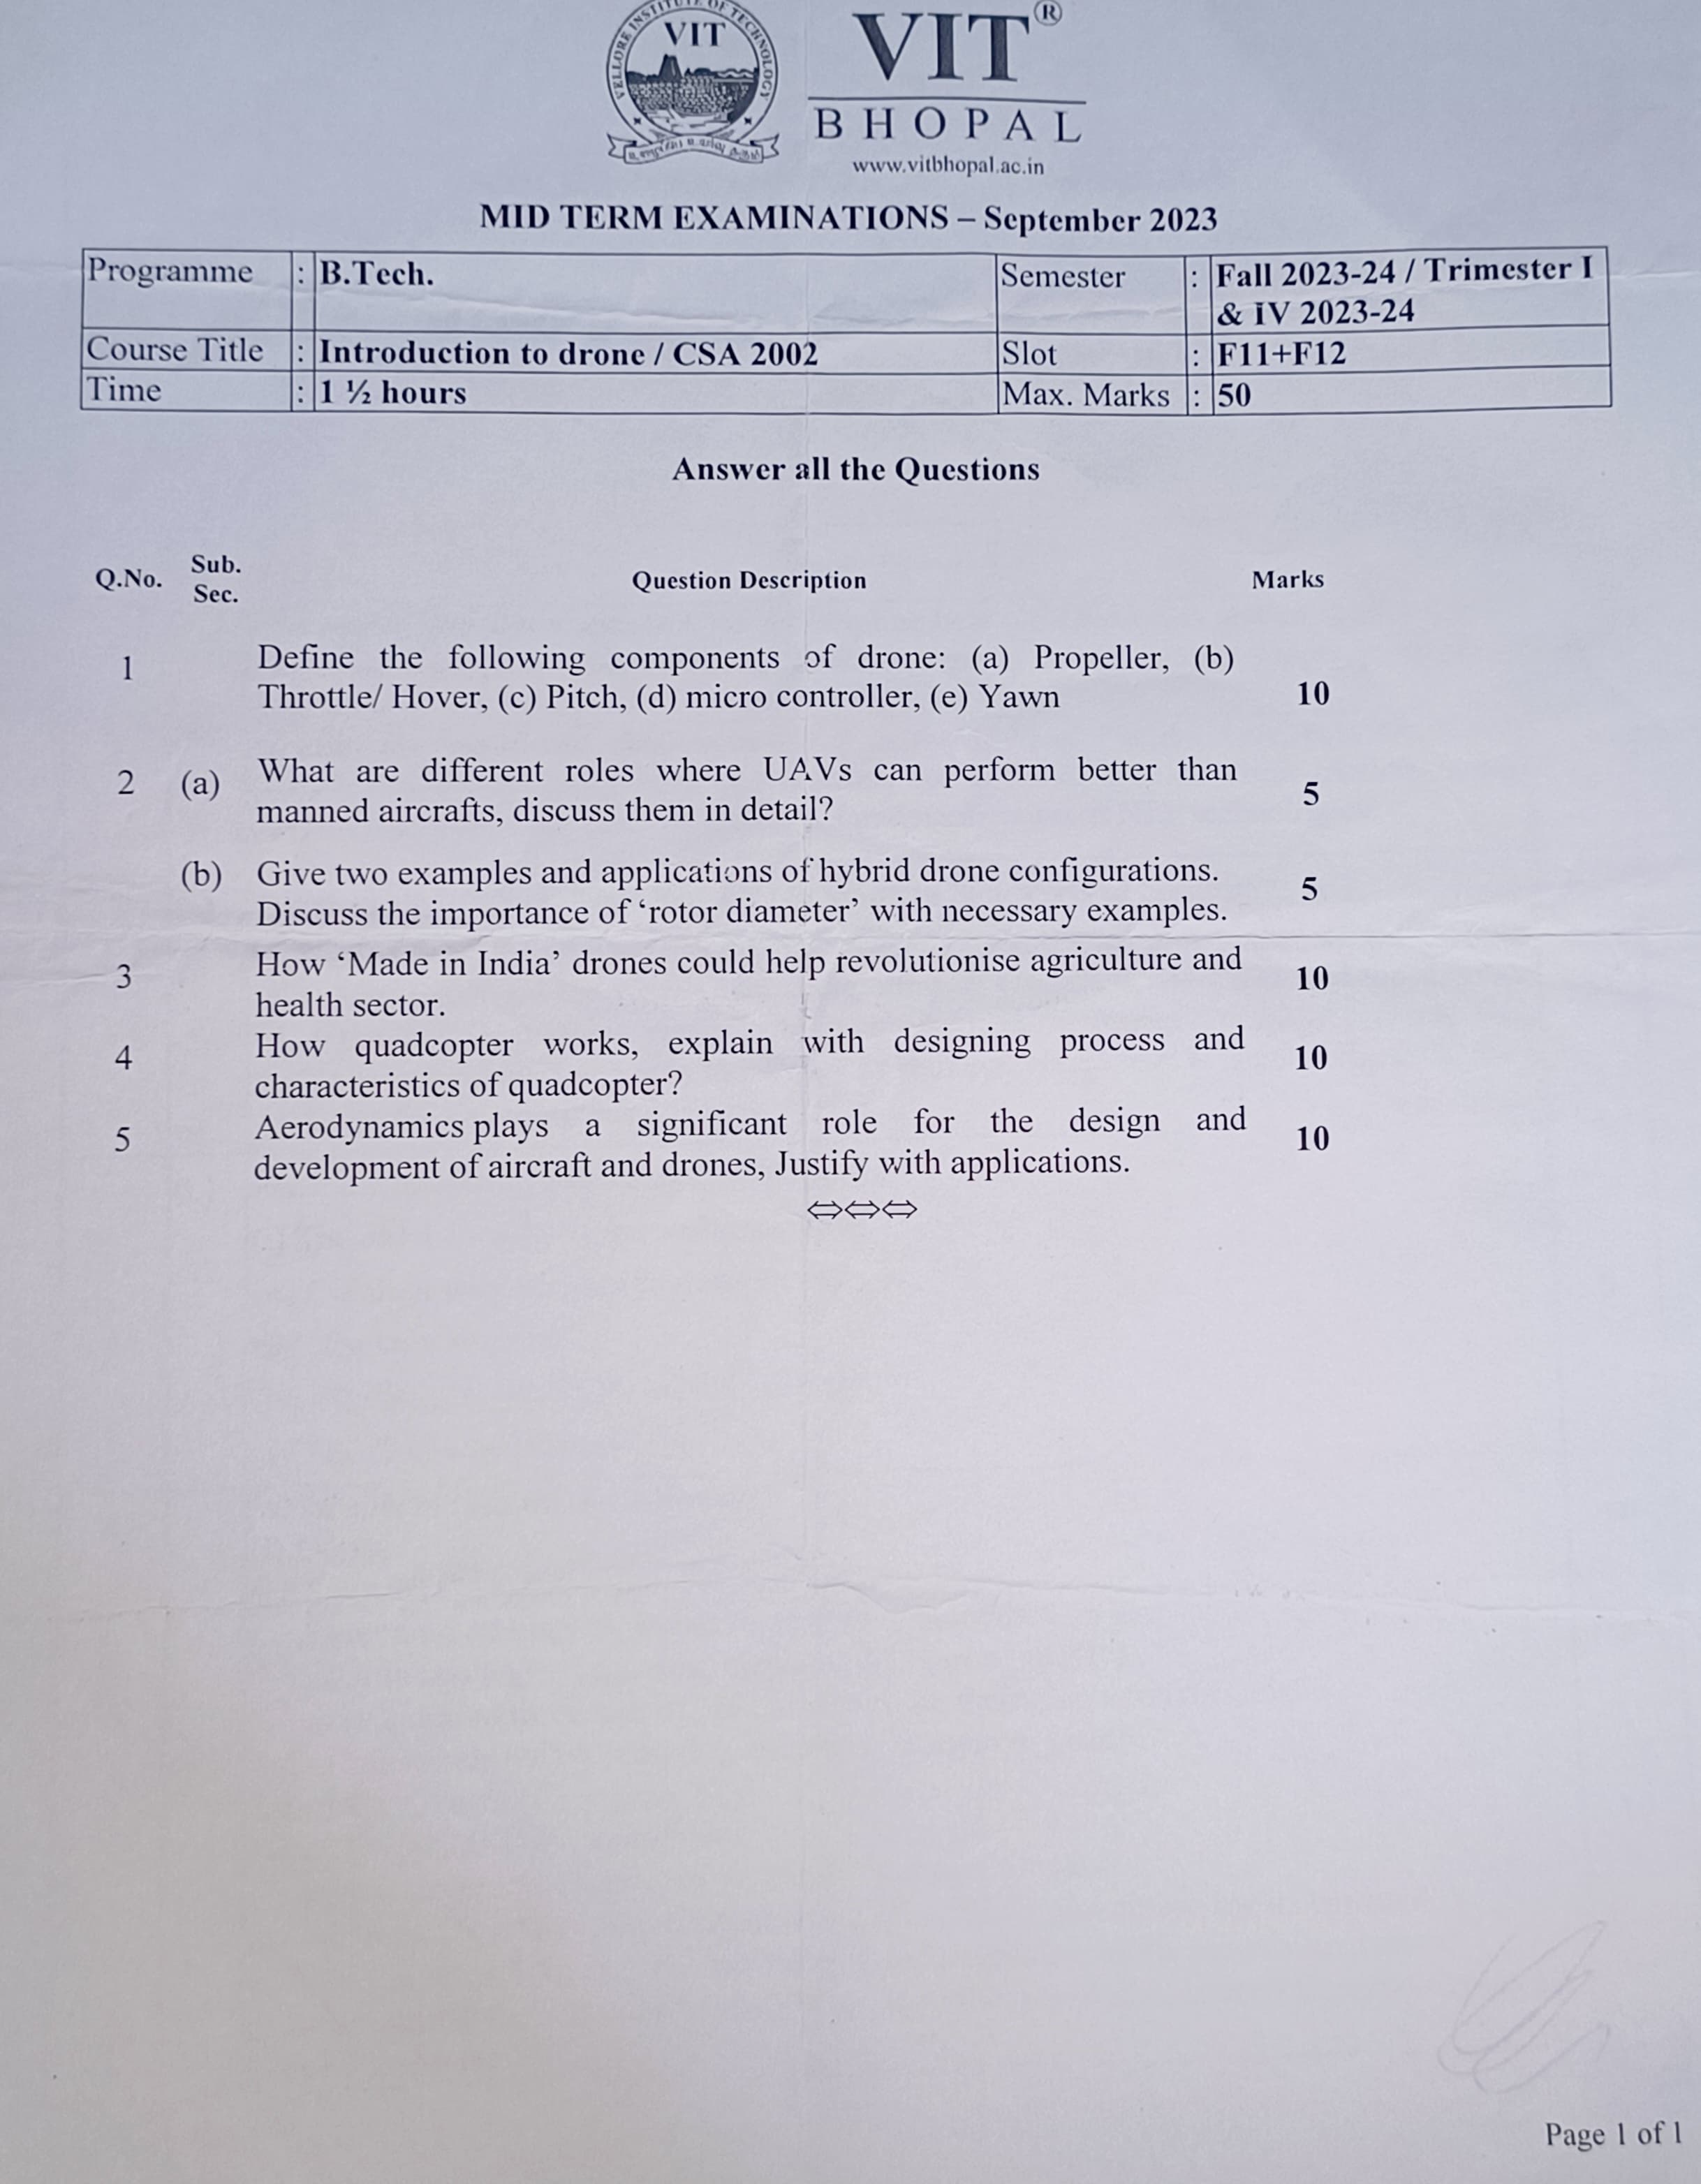 VELLORE INSTITUTE OF TECHNOLOGY
VIT
VIT®
BHOPAL
www.vitbhopal.ac.in
MID TERM EXAMINATIONS – September 2023
Programme : B.Tech. Semester : Fall 2023-24 / Trimester I
& IV 2023-24
Course Title : Introduction to drone / CSA 2002 Slot : F11+F12
Time : 1 ½ hours Max. Marks : 50
Answer all the Questions
Q.No. Sub. Sec. Question Description Marks
1 Define the following components of drone: (a) Propeller, (b)
Throttle/ Hover, (c) Pitch, (d) micro controller, (e) Yawn 10
2 (a) What are different roles where UAVs can perform better than
manned aircrafts, discuss them in detail? 5
(b) Give two examples and applications of hybrid drone configurations.
Discuss the importance of ‘rotor diameter’ with necessary examples. 5
3 How ‘Made in India’ drones could help revolutionise agriculture and
health sector. 10
4 How quadcopter works, explain with designing process and
characteristics of quadcopter? 10
5 Aerodynamics plays a significant role for the design and
development of aircraft and drones, Justify with applications. 10
⇔⇔⇔
Page 1 of 1